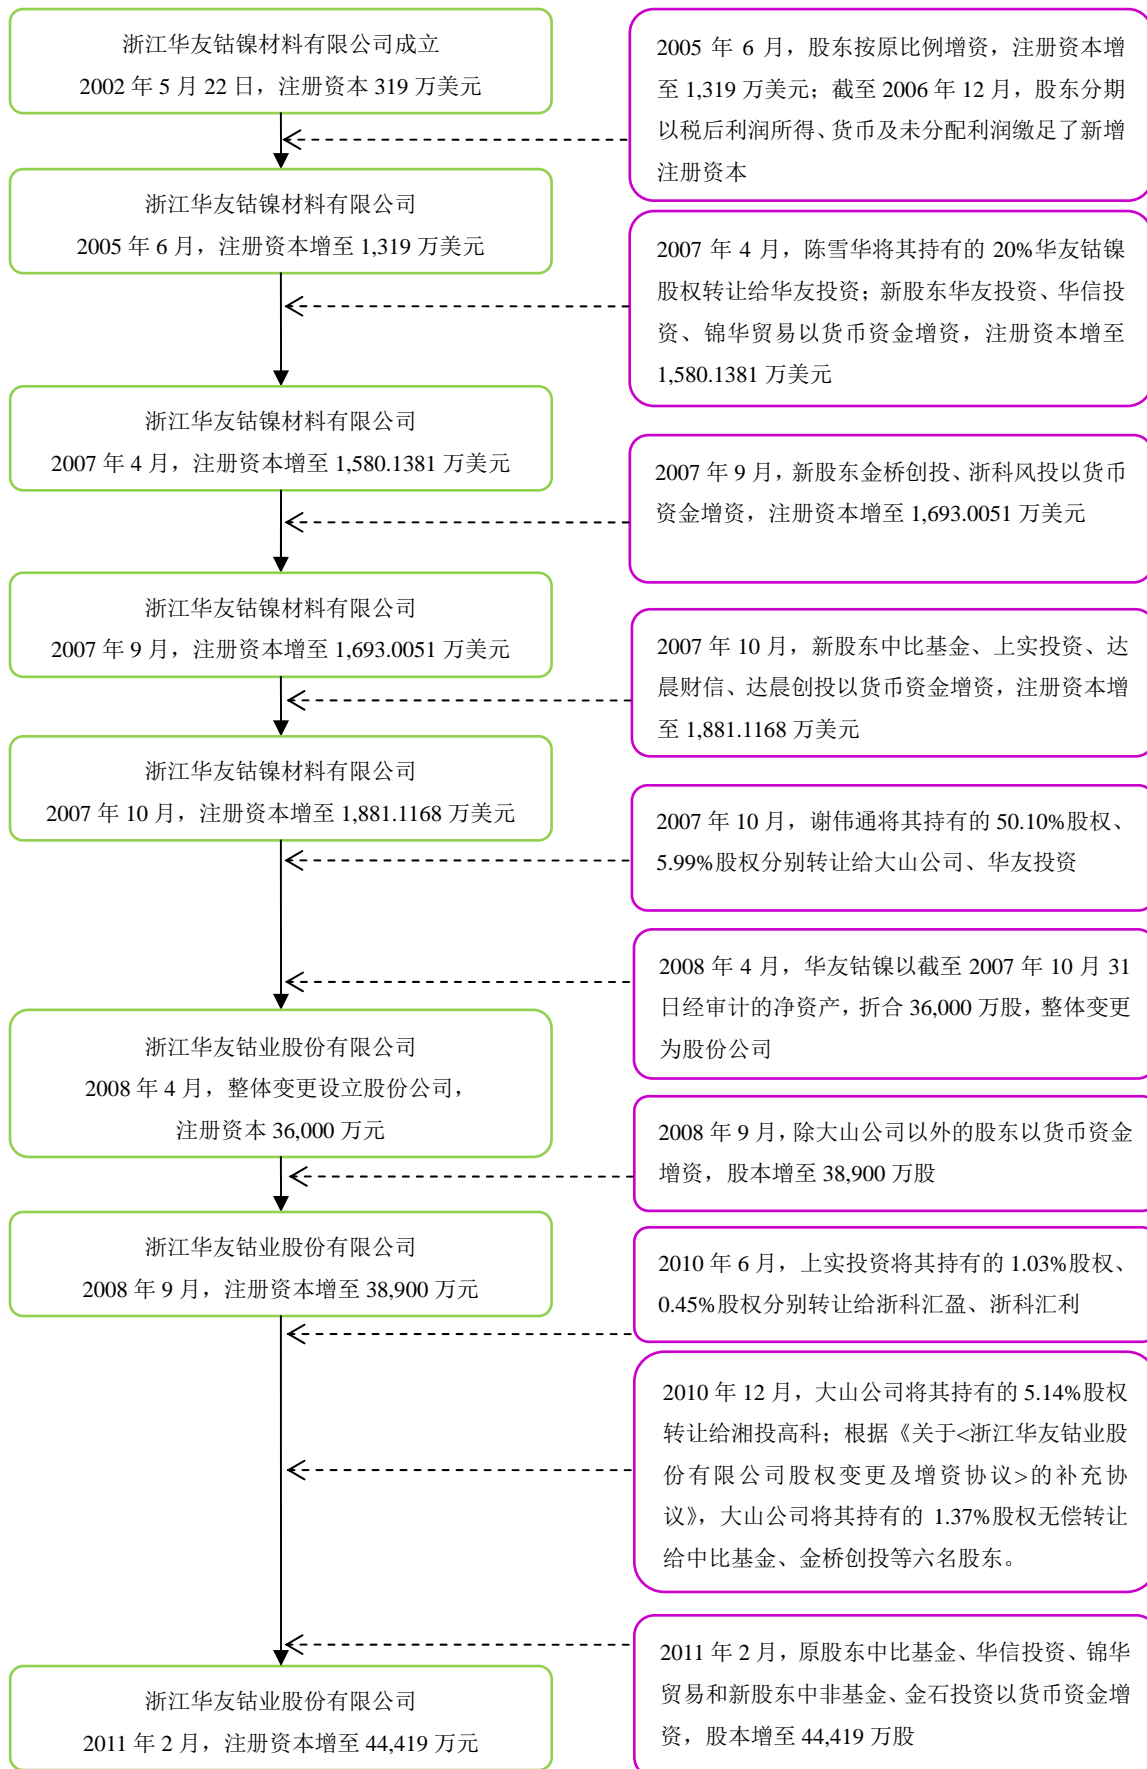 浙江华友钴镍材料有限公司成立
2002 年 5 月 22 日，注册资本 319 万美元
2005 年 6 月，股东按原比例增资，注册资本增
至 1,319 万美元；截至 2006 年 12 月，股东分期
以税后利润所得、货币及未分配利润缴足了新增
注册资本
浙江华友钴镍材料有限公司
2005 年 6 月，注册资本增至 1,319 万美元
2007 年 4 月，陈雪华将其持有的 20%华友钴镍
股权转让给华友投资；新股东华友投资、华信投
资、锦华贸易以货币资金增资，注册资本增至
1,580.1381 万美元
浙江华友钴镍材料有限公司
2007 年 4 月，注册资本增至 1,580.1381 万美元
2007 年 9 月，新股东金桥创投、浙科风投以货币
资金增资，注册资本增至 1,693.0051 万美元
浙江华友钴镍材料有限公司
2007 年 9 月，注册资本增至 1,693.0051 万美元
2007 年 10 月，新股东中比基金、上实投资、达
晨财信、达晨创投以货币资金增资，注册资本增
至 1,881.1168 万美元
浙江华友钴镍材料有限公司
2007 年 10 月，注册资本增至 1,881.1168 万美元
2007 年 10 月，谢伟通将其持有的 50.10%股权、
5.99%股权分别转让给大山公司、华友投资
2008 年 4 月，华友钴镍以截至 2007 年 10 月 31
日经审计的净资产，折合 36,000 万股，整体变更
为股份公司
浙江华友钴业股份有限公司
2008 年 4 月，整体变更设立股份公司，
注册资本 36,000 万元
2008 年 9 月，除大山公司以外的股东以货币资金
增资，股本增至 38,900 万股
浙江华友钴业股份有限公司
2008 年 9 月，注册资本增至 38,900 万元
2010 年 6 月，上实投资将其持有的 1.03%股权、
0.45%股权分别转让给浙科汇盈、浙科汇利
2010 年 12 月，大山公司将其持有的 5.14%股权
转让给湘投高科；根据《关于<浙江华友钴业股
份有限公司股权变更及增资协议>的补充协
议》，大山公司将其持有的 1.37%股权无偿转让
给中比基金、金桥创投等六名股东。
2011 年 2 月，原股东中比基金、华信投资、锦华
贸易和新股东中非基金、金石投资以货币资金增
资，股本增至 44,419 万股
浙江华友钴业股份有限公司
2011 年 2 月，注册资本增至 44,419 万元